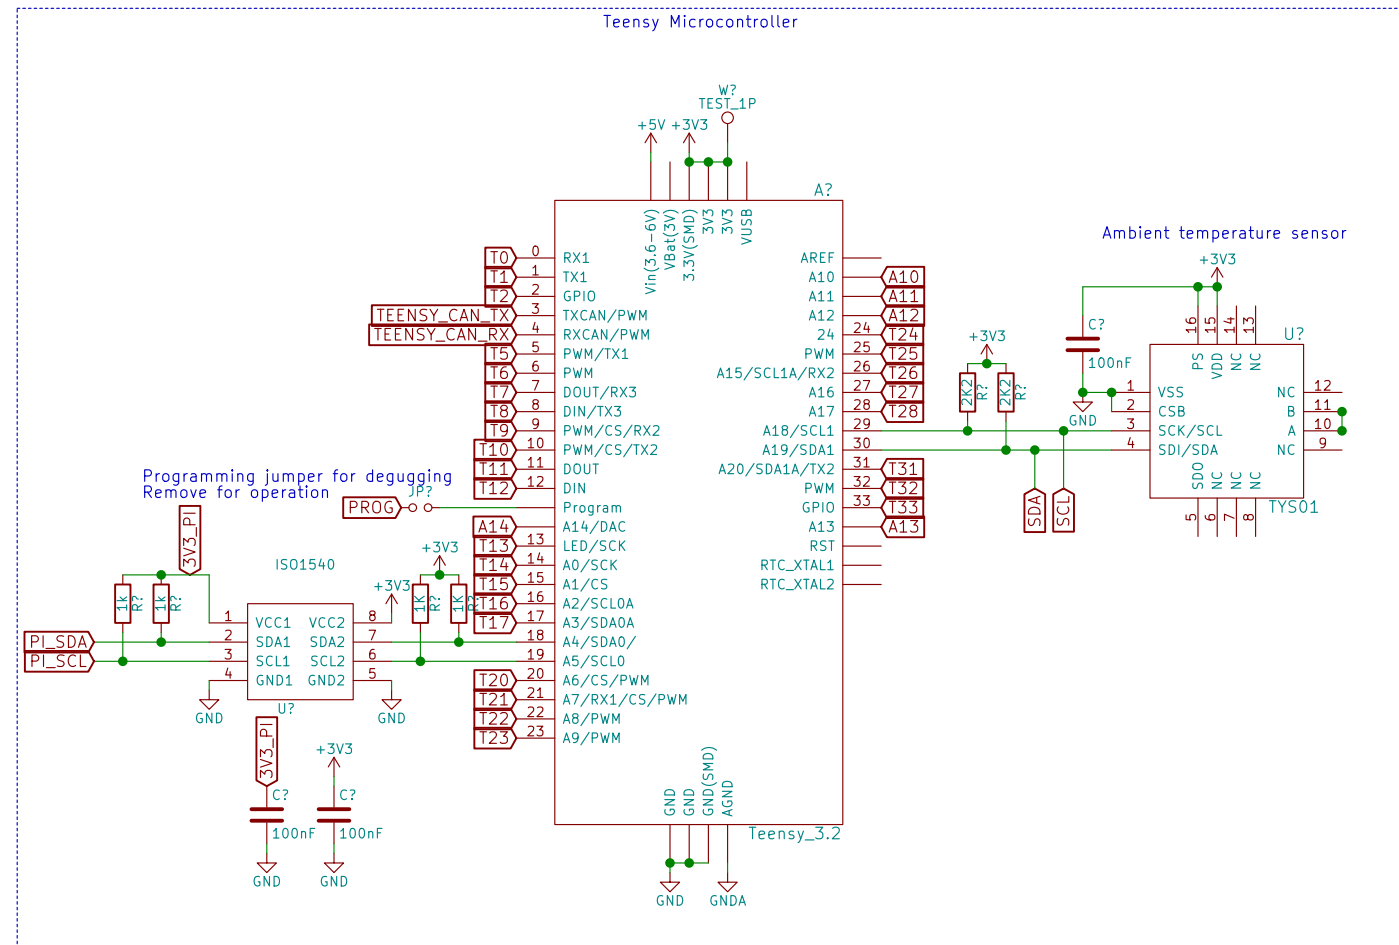 Teensy Microcontroller
W?
TEST_1P
+5V
+3V3
A?
Vin(3.6-6V)
VBat(3V)
3.3V(SMD)
3V3
3V3
VUSB
T0 0 RX1
T1 1 TX1
T2 2 GPIO
TEENSY_CAN_TX 3 TXCAN/PWM
TEENSY_CAN_RX 4 RXCAN/PWM
T5 5 PWM/TX1
T6 6 PWM
T7 7 DOUT/RX3
T8 8 DIN/TX3
T9 9 PWM/CS/RX2
T10 10 PWM/CS/TX2
T11 11 DOUT
T12 12 DIN
Programming jumper for degugging
Remove for operation
JP?
PROG
Program
A14 A14/DAC
T13 13 LED/SCK
T14 14 A0/SCK
T15 15 A1/CS
T16 16 A2/SCL0A
T17 17 A3/SDA0A
18 A4/SDA0/
19 A5/SCL0
T20 20 A6/CS/PWM
T21 21 A7/RX1/CS/PWM
T22 22 A8/PWM
T23 23 A9/PWM
AREF
A10 A10
A11 A11
A12 A12
24 24 T24
PWM 25 T25
A15/SCL1A/RX2 26 T26
A16 27 T27
A17 28 T28
A18/SCL1 29
A19/SDA1 30
A20/SDA1A/TX2 31 T31
PWM 32 T32
GPIO 33 T33
A13 A13
RST
RTC_XTAL1
RTC_XTAL2
GND
GND
GND(SMD)
AGND
Teensy_3.2
GND
GNDA
3V3_PI
ISO1540
1k
R?
1k
R?
+3V3
+3V3
1K
R?
1K
R?
PI_SDA
PI_SCL
1 VCC1
2 SDA1
3 SCL1
4 GND1
VCC2 8
SDA2 7
SCL2 6
GND2 5
GND
U?
GND
3V3_PI
+3V3
C?
100nF
C?
100nF
GND
GND
+3V3
2K2
R?
2K2
R?
SDA
SCL
Ambient temperature sensor
+3V3
C?
100nF
GND
U?
16 PS
15 VDD
14 NC
13 NC
1 VSS
2 CSB
3 SCK/SCL
4 SDI/SDA
NC 12
B 11
A 10
NC 9
SDO 5
NC 6
NC 7
NC 8
TYS01